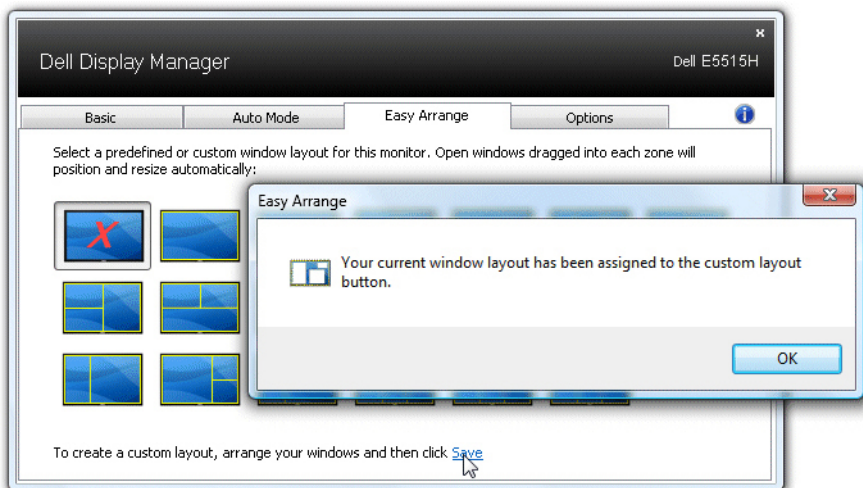 Dell Display Manager
Dell E5515H
Basic
Auto Mode
Easy Arrange
Options
Select a predefined or custom window layout for this monitor. Open windows dragged into each zone will
position and resize automatically:
Easy Arrange
Your current window layout has been assigned to the custom layout
button.
OK
To create a custom layout, arrange your windows and then click Save